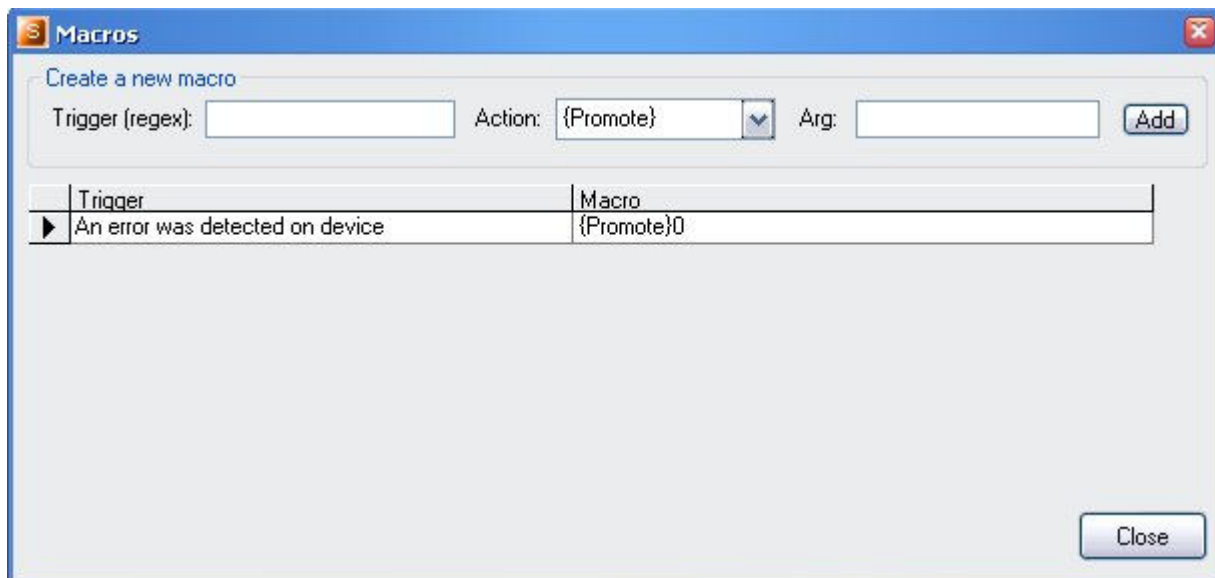 S Macros
Create a new macro
Trigger (regex): Action: {Promote} Arg: Add
Trigger Macro
An error was detected on device {Promote}0
Close